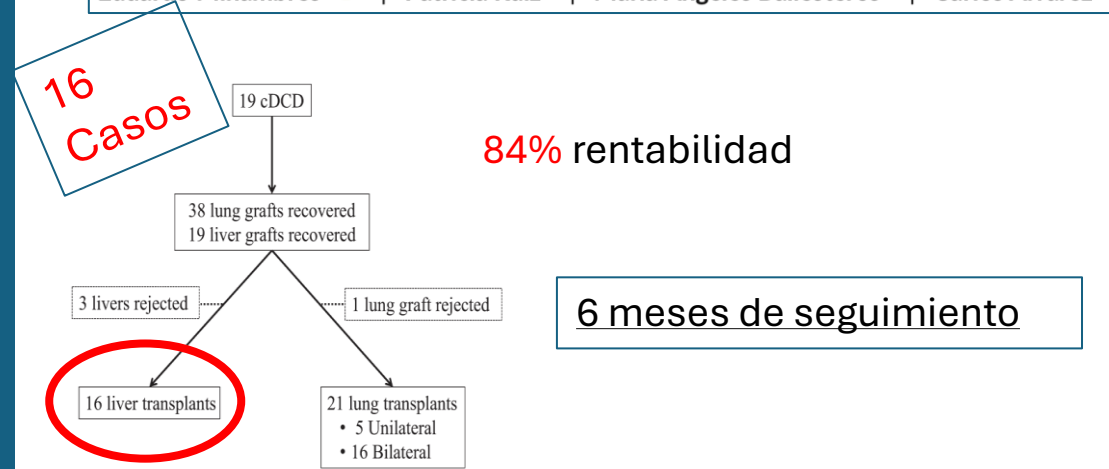 16
Casos
19 cDCD
84% rentabilidad
38 lung grafts recovered
19 liver grafts recovered
3 livers rejected
1 lung graft rejected
6 meses de seguimiento
16 liver transplants
21 lung transplants
• 5 Unilateral
• 16 Bilateral